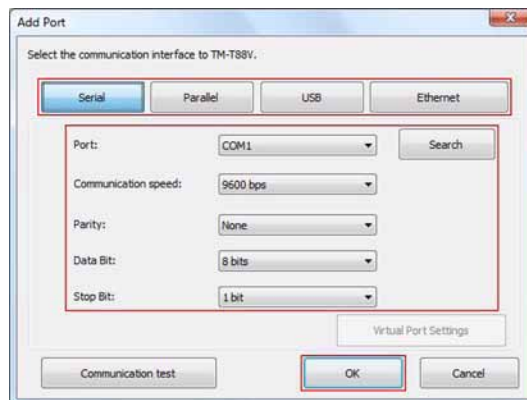 Add Port
Select the communication interface to TM-T88V.
Serial Parallel USB Ethernet
Port: COM1 Search
Communication speed: 9600 bps
Parity: None
Data Bit: 8 bits
Stop Bit: 1 bit
Virtual Port Settings
Communication test OK Cancel